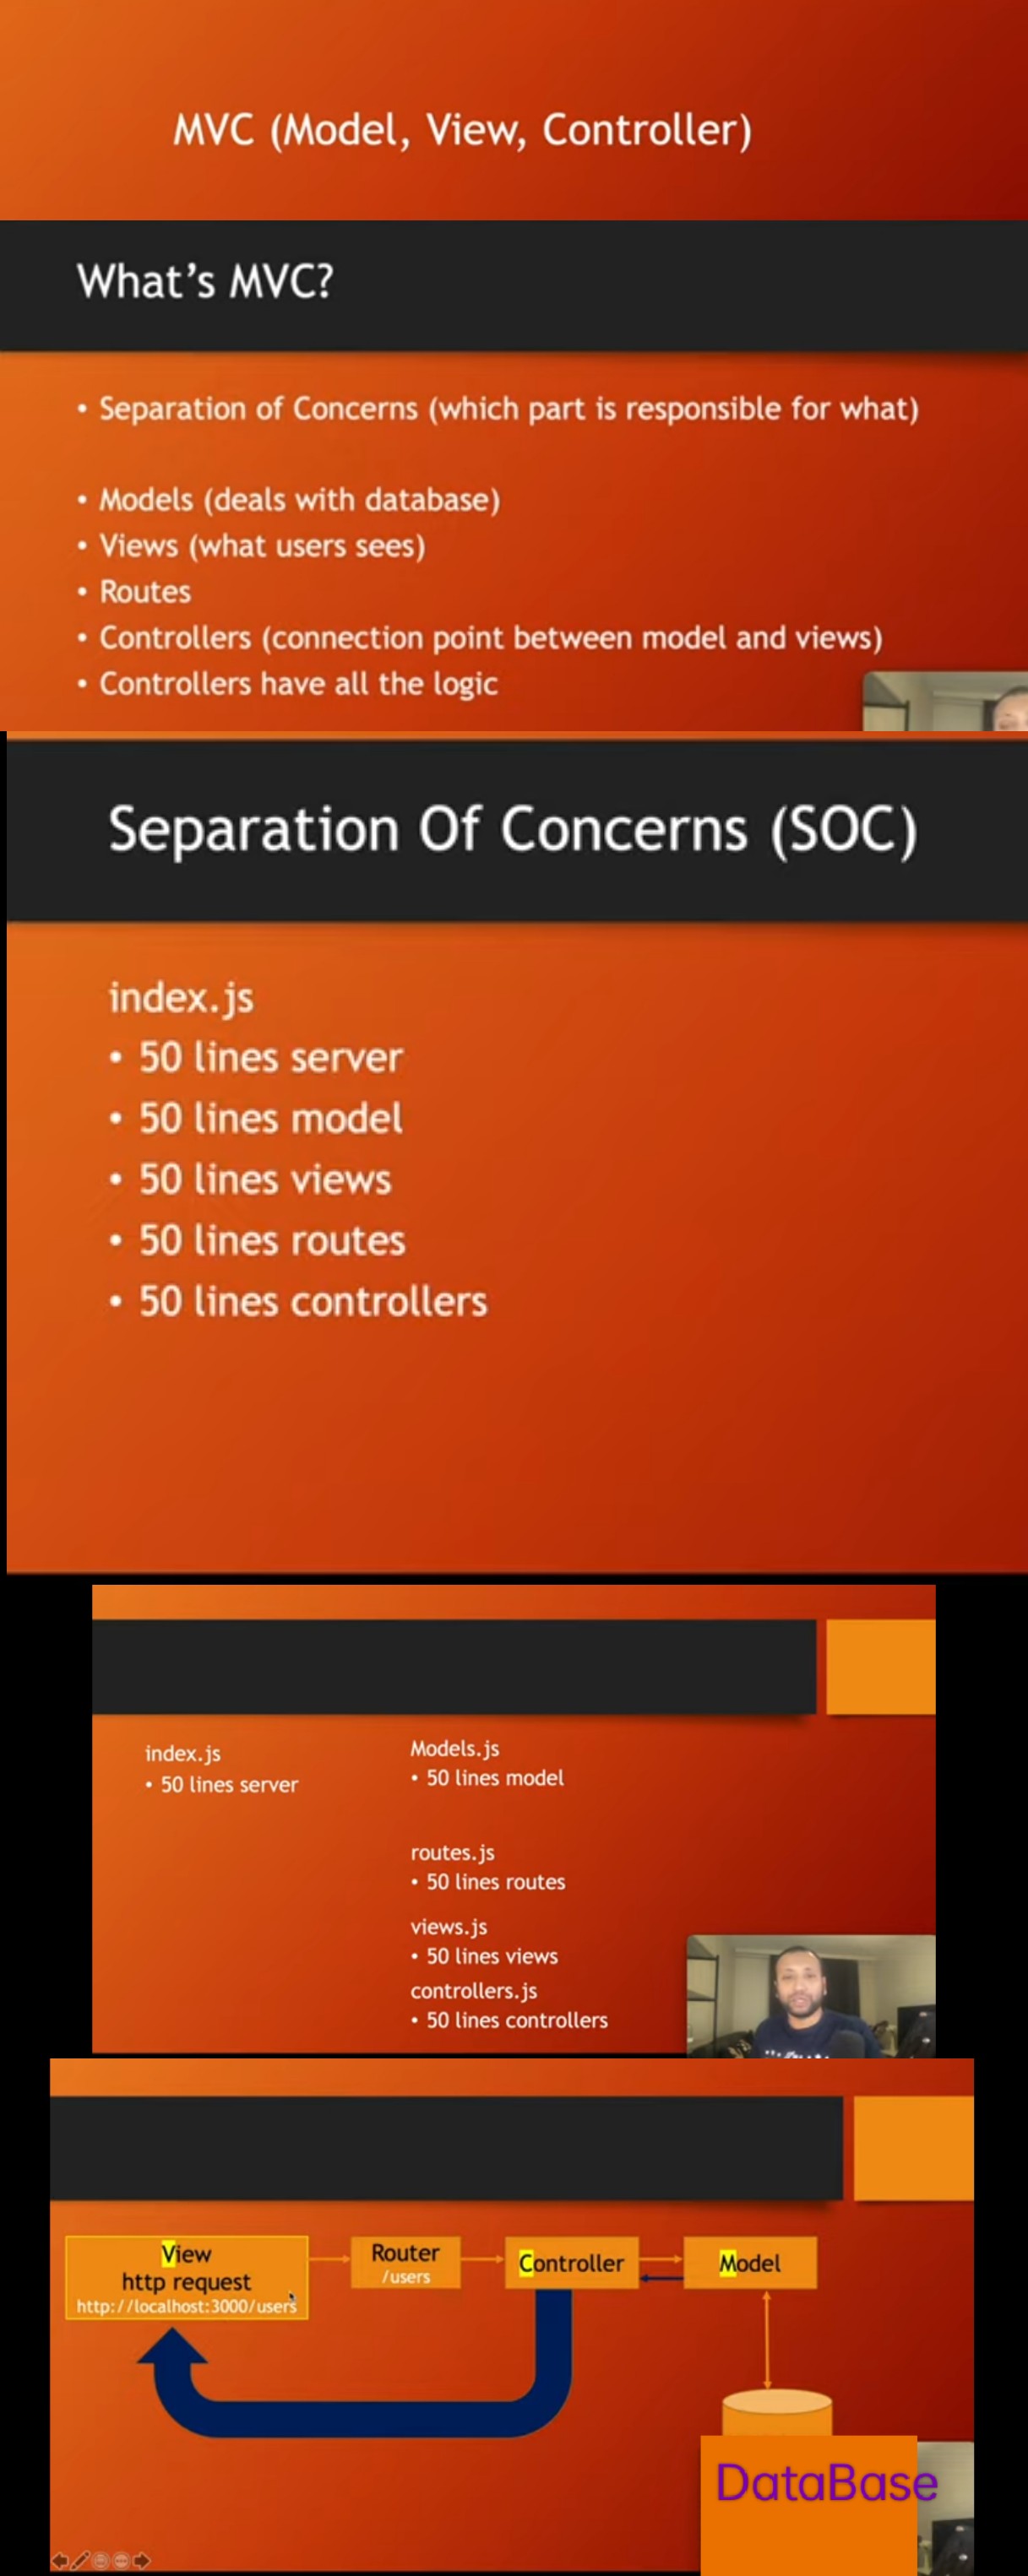 MVC (Model, View, Controller)
What's MVC?
• Separation of Concerns (which part is responsible for what)
• Models (deals with database)
• Views (what users sees)
• Routes
• Controllers (connection point between model and views)
• Controllers have all the logic
Separation Of Concerns (SOC)
index.js
• 50 lines server
• 50 lines model
• 50 lines views
• 50 lines routes
• 50 lines controllers
index.js
• 50 lines server
Models.js
• 50 lines model
routes.js
• 50 lines routes
views.js
• 50 lines views
controllers.js
• 50 lines controllers
View
http request
http://localhost:3000/users
Router
/users
Controller
Model
DataBase